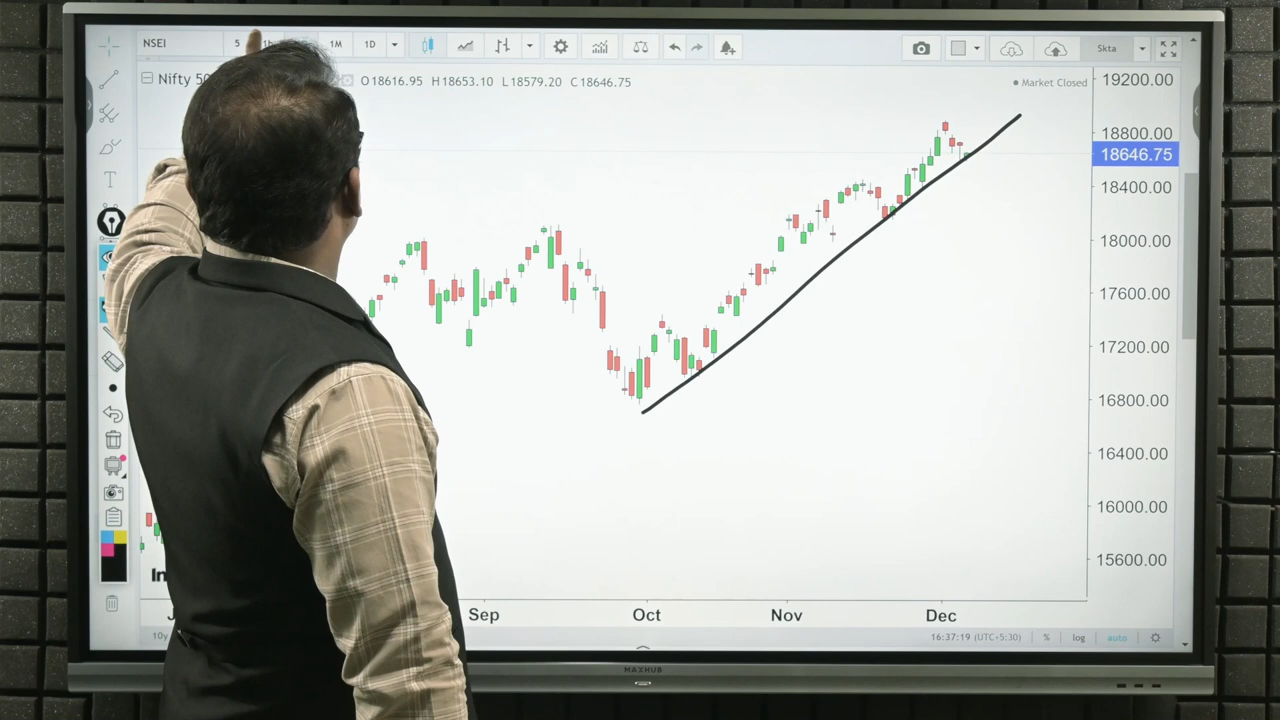 NSEI 5 1h 1M 1D Skta
Nifty 50 O18616.95 H18653.10 L18579.20 C18646.75 Market Closed
19200.00
18800.00
18646.75
18400.00
18000.00
17600.00
17200.00
16800.00
16400.00
16000.00
15600.00
T
In
Sep Oct Nov Dec
10y 16:37:19 (UTC+5:30) % log auto
MAXHUB